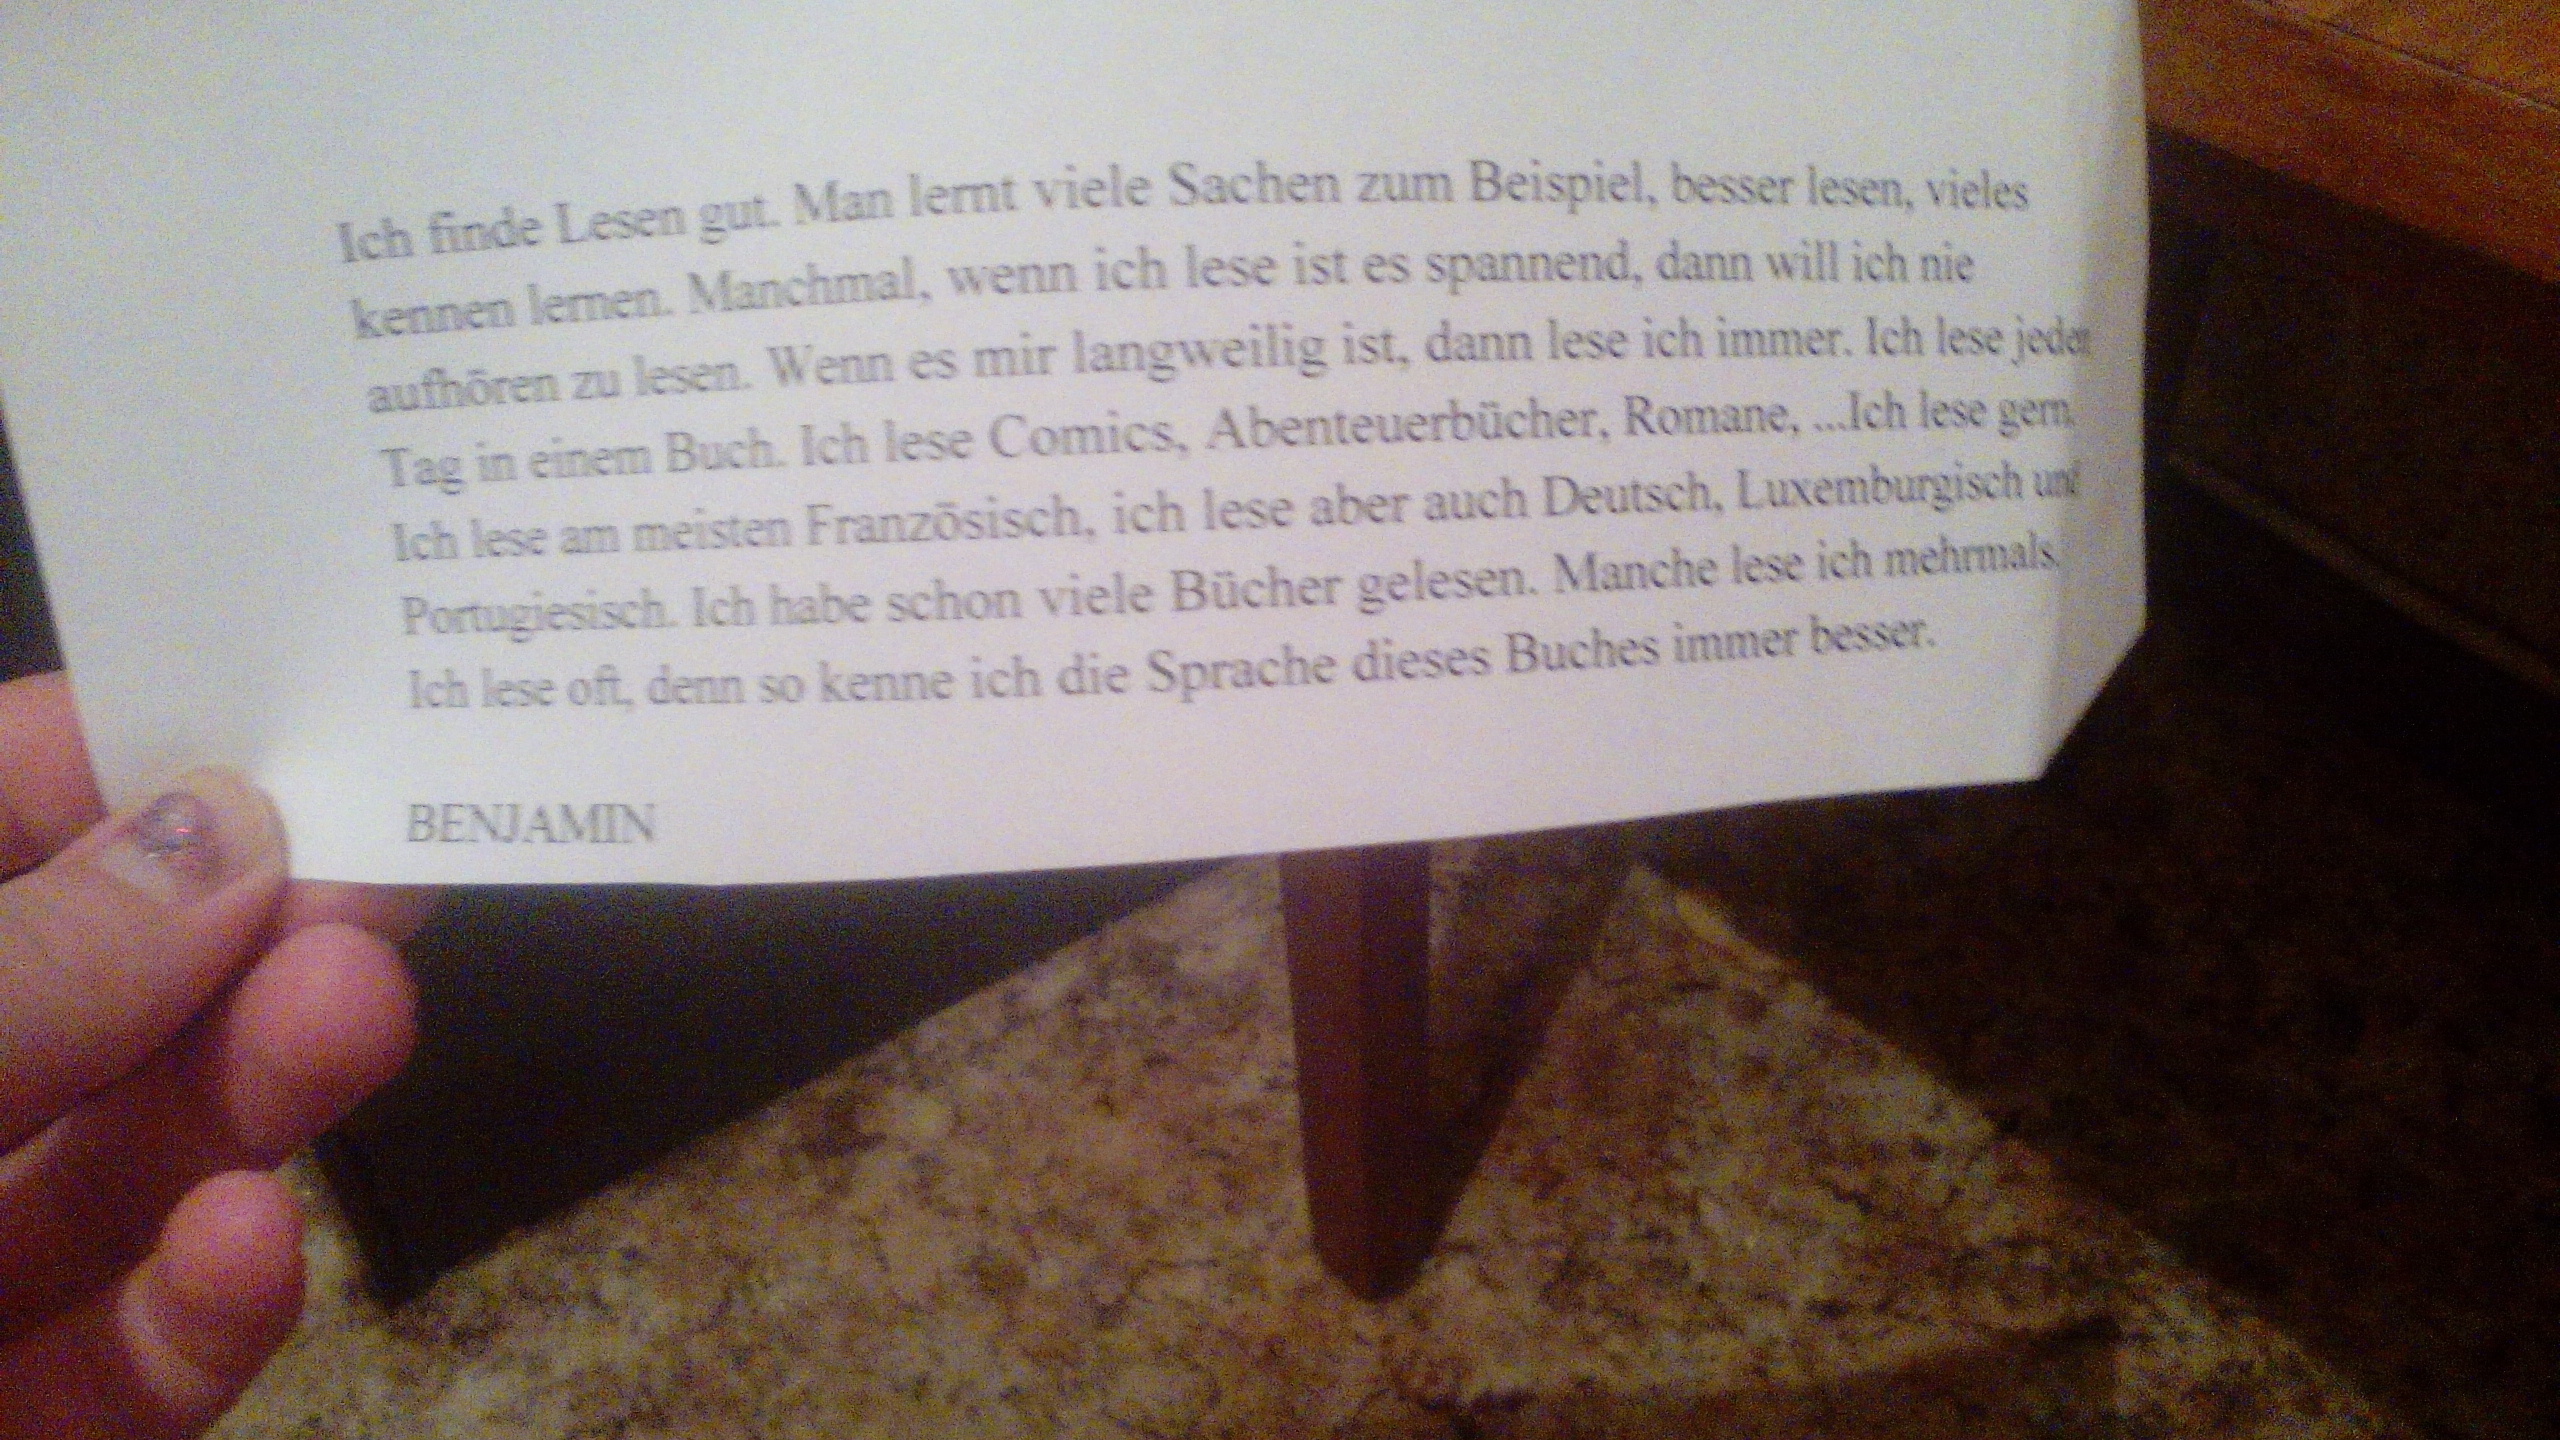 Ich finde Lesen gut. Man lernt viele Sachen zum Beispiel, besser lesen, vieles
kennen lernen. Manchmal, wenn ich lese ist es spannend, dann will ich nie
aufhören zu lesen. Wenn es mir langweilig ist, dann lese ich immer. Ich lese jeden
Tag in einem Buch. Ich lese Comics, Abenteuerbücher, Romane, ...Ich lese gern.
Ich lese am meisten Französisch, ich lese aber auch Deutsch, Luxemburgisch und
Portugiesisch. Ich habe schon viele Bücher gelesen. Manche lese ich mehrmals.
Ich lese oft, denn so kenne ich die Sprache dieses Buches immer besser.
BENJAMIN